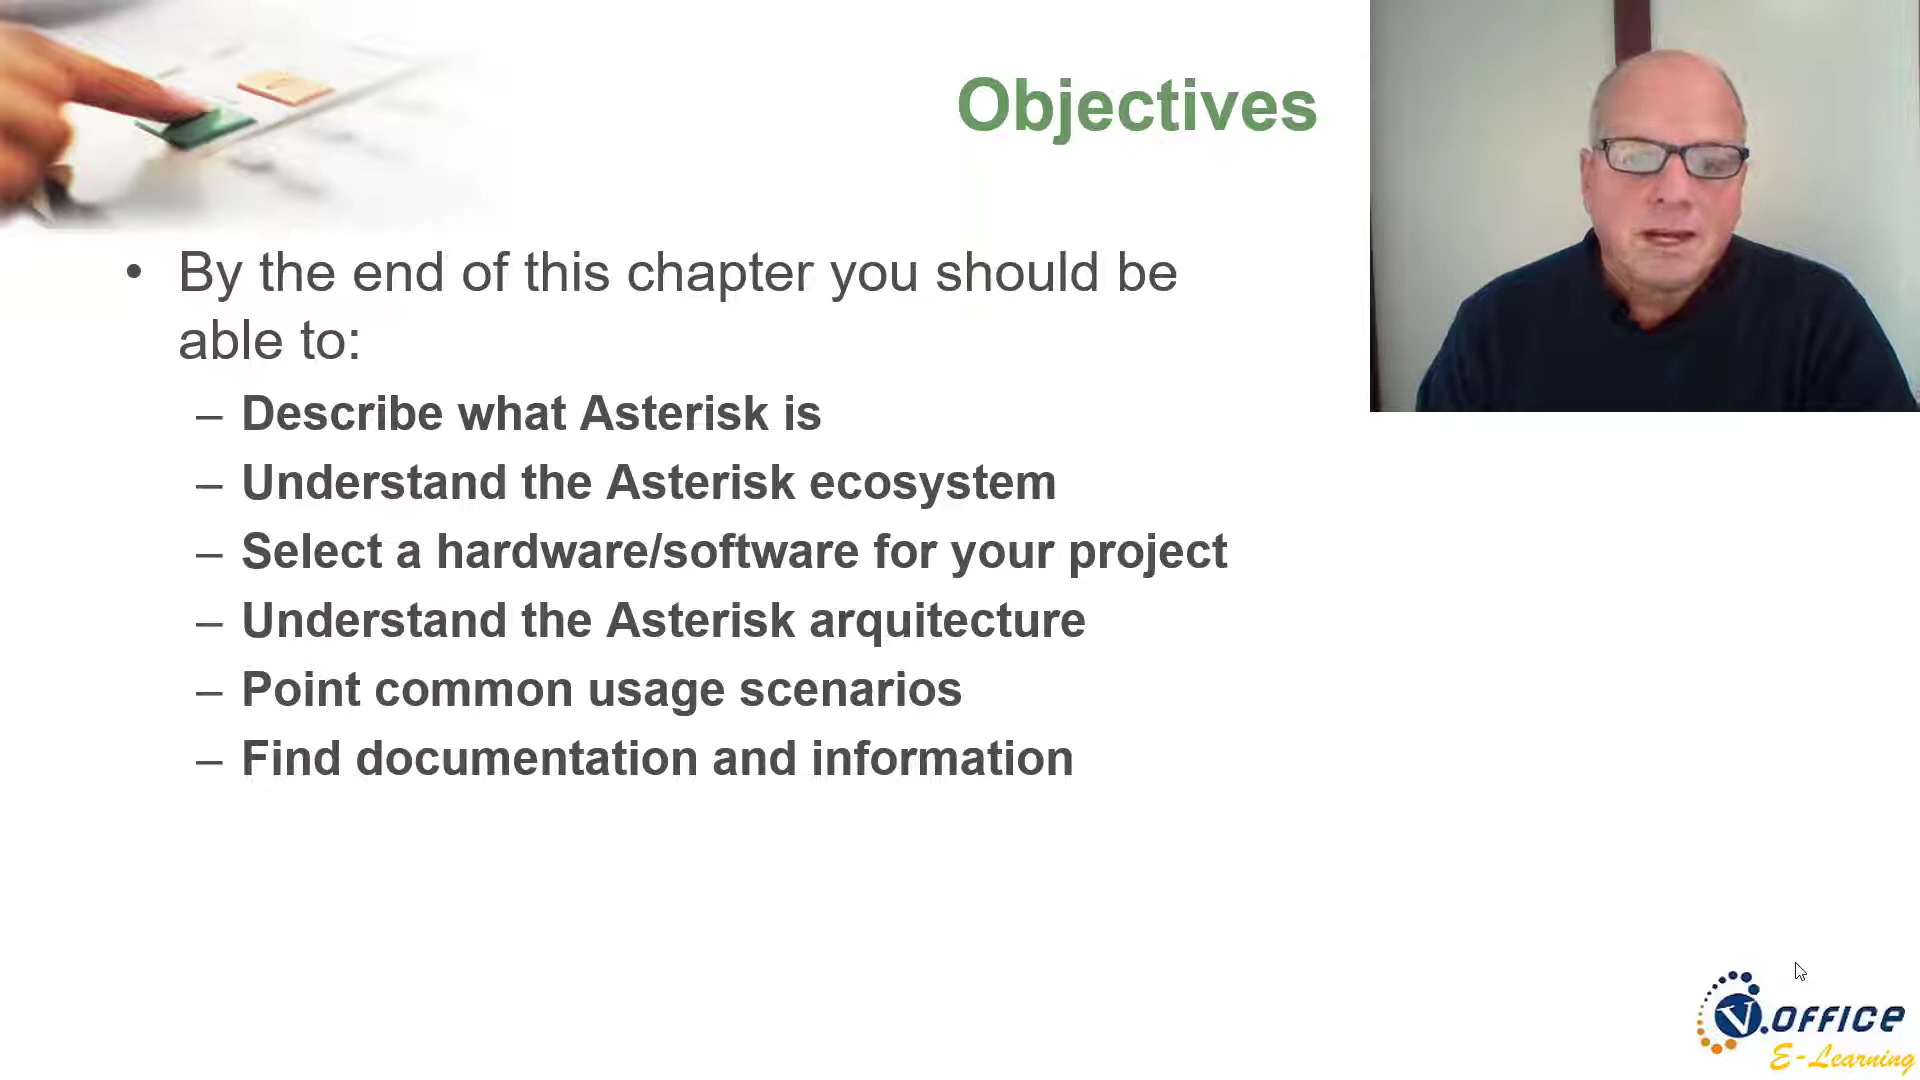 Objectives
• By the end of this chapter you should be
able to:
– Describe what Asterisk is
– Understand the Asterisk ecosystem
– Select a hardware/software for your project
– Understand the Asterisk arquitecture
– Point common usage scenarios
– Find documentation and information
V.OFFICE
E-Learning